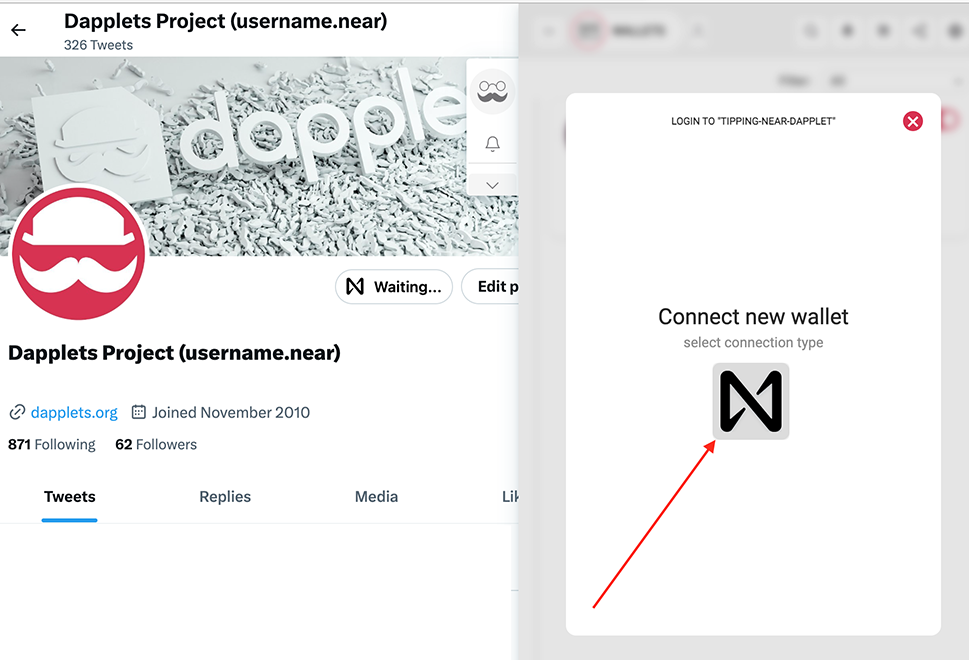 Dapplets Project (username.near)
326 Tweets
dapple
Waiting...
Edit p
Dapplets Project (username.near)
dapplets.org Joined November 2010
871 Following 62 Followers
Tweets Replies Media Lik
WALLETS
LOGIN TO "TIPPING-NEAR-DAPPLET"
Connect new wallet
select connection type